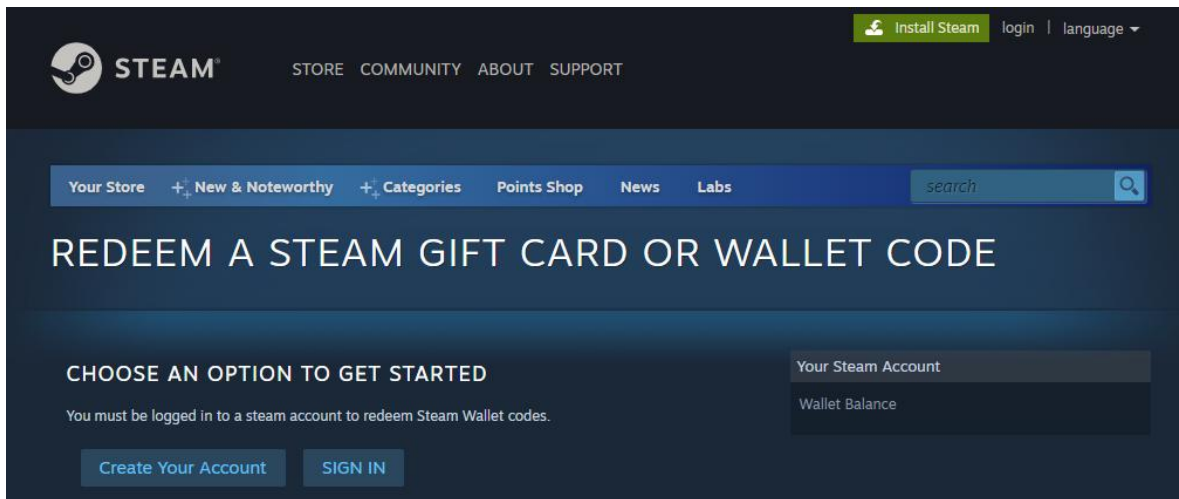 Install Steam login | language
STEAM® STORE COMMUNITY ABOUT SUPPORT
Your Store New & Noteworthy Categories Points Shop News Labs search
REDEEM A STEAM GIFT CARD OR WALLET CODE
CHOOSE AN OPTION TO GET STARTED
You must be logged in to a steam account to redeem Steam Wallet codes.
Create Your Account SIGN IN
Your Steam Account
Wallet Balance